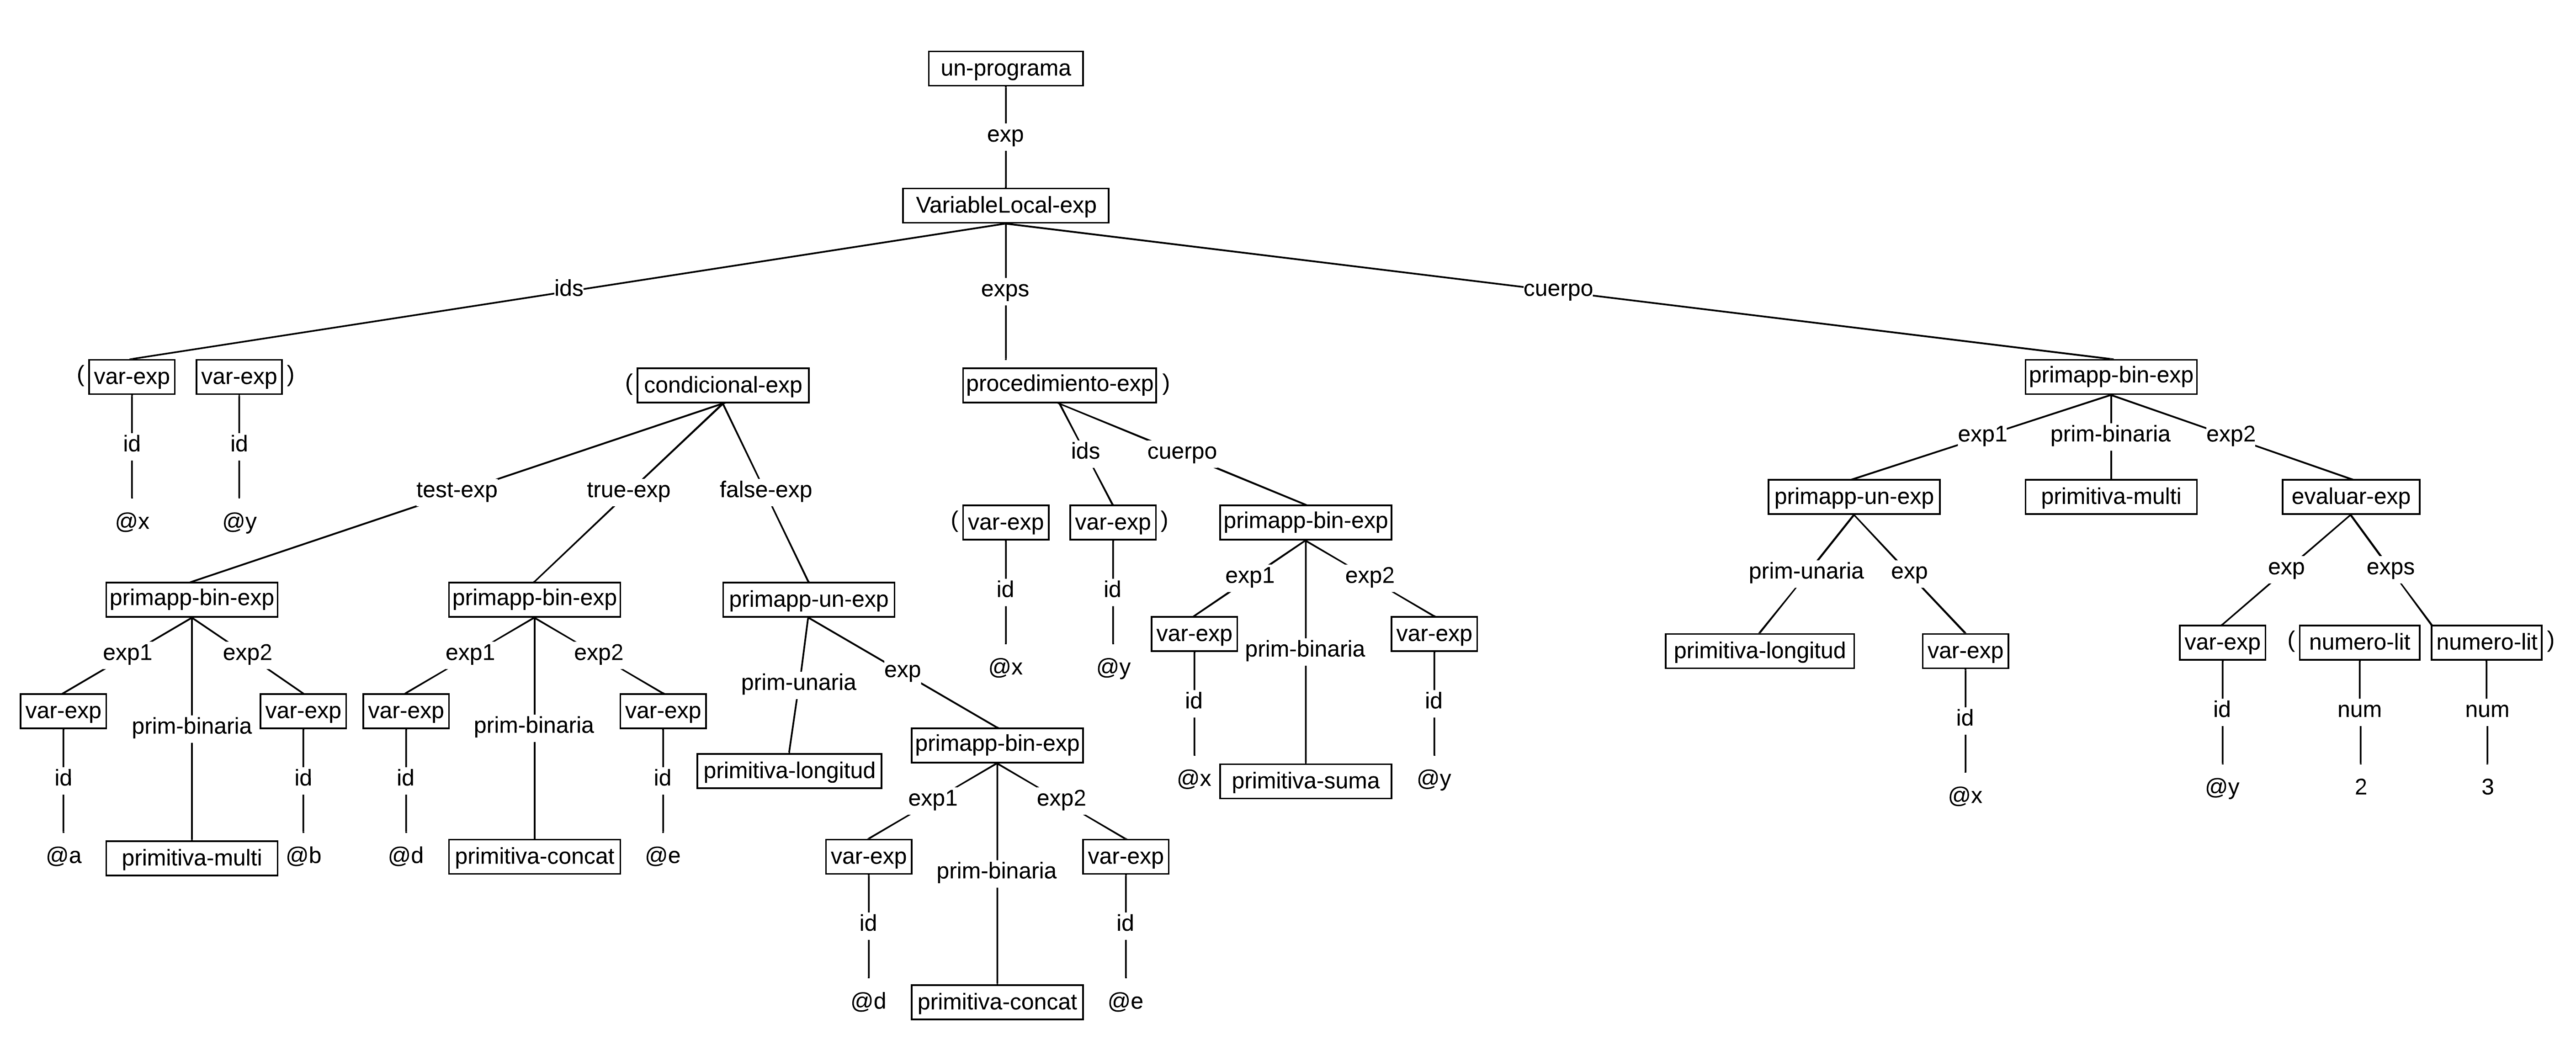 un-programa
exp
VariableLocal-exp
ids exps cuerpo
( var-exp var-exp ) ( condicional-exp procedimiento-exp ) primapp-bin-exp
id id ids cuerpo exp1 prim-binaria exp2
test-exp true-exp false-exp primapp-un-exp primitiva-multi evaluar-exp
@x @y ( var-exp var-exp ) primapp-bin-exp
exp1 exp2 prim-unaria exp exp exps
primapp-bin-exp primapp-bin-exp primapp-un-exp id id
var-exp prim-binaria var-exp primitiva-longitud var-exp var-exp ( numero-lit numero-lit )
exp1 exp2 exp1 exp2 prim-unaria exp @x @y
var-exp prim-binaria var-exp var-exp prim-binaria var-exp id id id id num num
primapp-bin-exp
id id id id primitiva-longitud @x primitiva-suma @y @x @y 2 3
exp1 exp2
@a primitiva-multi @b @d primitiva-concat @e var-exp prim-binaria var-exp
id id
@d primitiva-concat @e